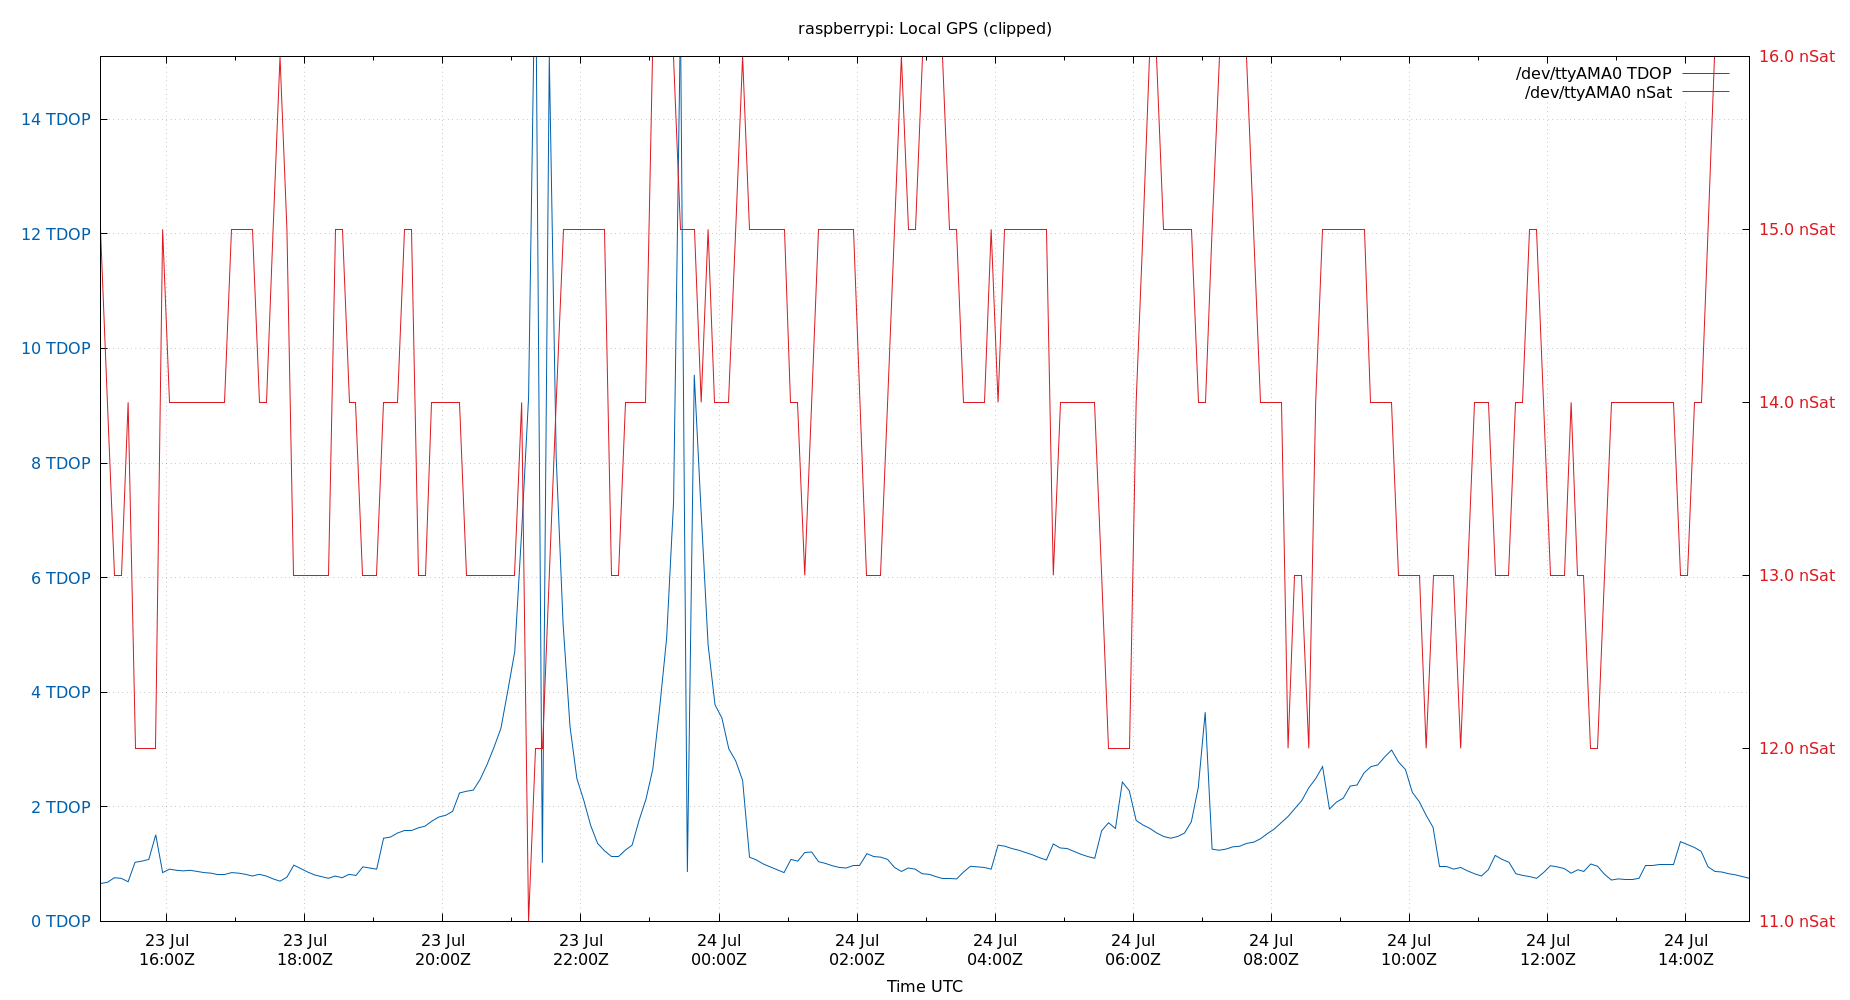 raspberrypi: Local GPS (clipped)
16.0 nSat
/dev/ttyAMA0 TDOP
/dev/ttyAMA0 nSat
14 TDOP
12 TDOP
15.0 nSat
10 TDOP
14.0 nSat
8 TDOP
6 TDOP
13.0 nSat
4 TDOP
12.0 nSat
2 TDOP
0 TDOP
11.0 nSat
23 Jul 23 Jul 23 Jul 23 Jul 24 Jul 24 Jul 24 Jul 24 Jul 24 Jul 24 Jul 24 Jul 24 Jul
16:00Z 18:00Z 20:00Z 22:00Z 00:00Z 02:00Z 04:00Z 06:00Z 08:00Z 10:00Z 12:00Z 14:00Z
Time UTC